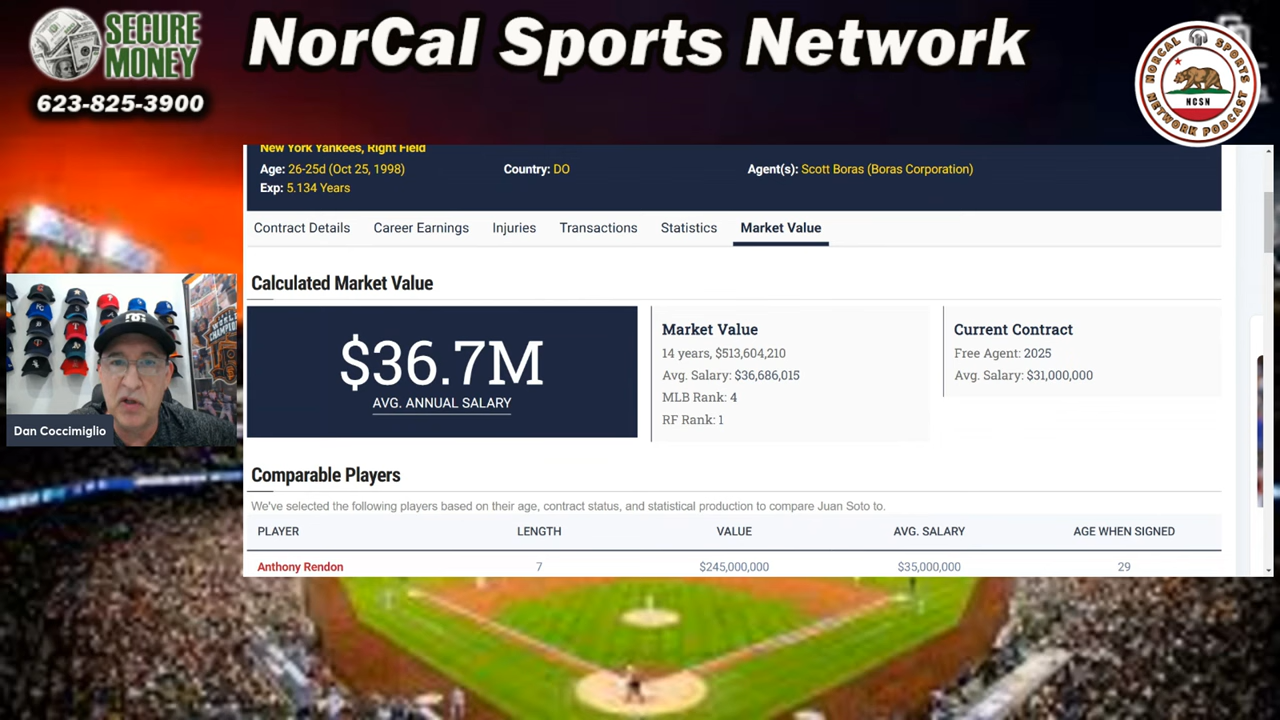 SECURE
MONEY
623-825-3900
NorCal Sports Network
NORCAL SPORTS
NCSN
NETWORK PODCAST
New York Yankees, Right Field
Age: 26-25d (Oct 25, 1998)
Country: DO
Agent(s): Scott Boras (Boras Corporation)
Exp: 5.134 Years
Contract Details
Career Earnings
Injuries
Transactions
Statistics
Market Value
Calculated Market Value
$36.7M
AVG. ANNUAL SALARY
Market Value
14 years, $513,604,210
Avg. Salary: $36,686,015
MLB Rank: 4
RF Rank: 1
Current Contract
Free Agent: 2025
Avg. Salary: $31,000,000
Dan Coccimiglio
Comparable Players
We've selected the following players based on their age, contract status, and statistical production to compare Juan Soto to.
PLAYER LENGTH VALUE AVG. SALARY AGE WHEN SIGNED
Anthony Rendon 7 $245,000,000 $35,000,000 29